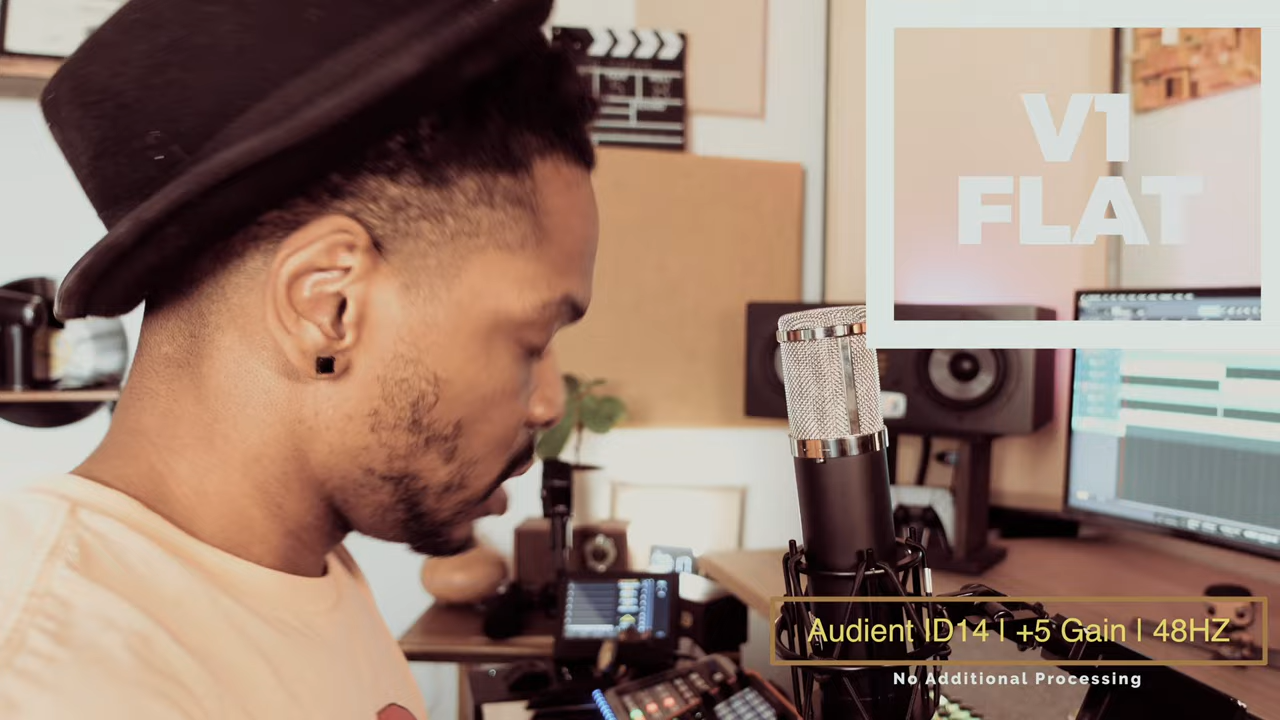 V1
FLAT
Audient ID14 | +5 Gain | 48HZ
No Additional Processing